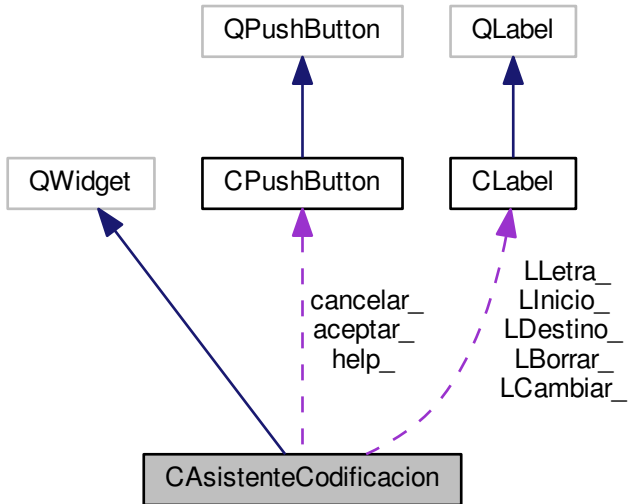 QPushButton
QLabel
QWidget
CPushButton
CLabel
cancelar_
aceptar_
help_
LLetra_
LInicio_
LDestino_
LBorrar_
LCambiar_
CAsistenteCodificacion